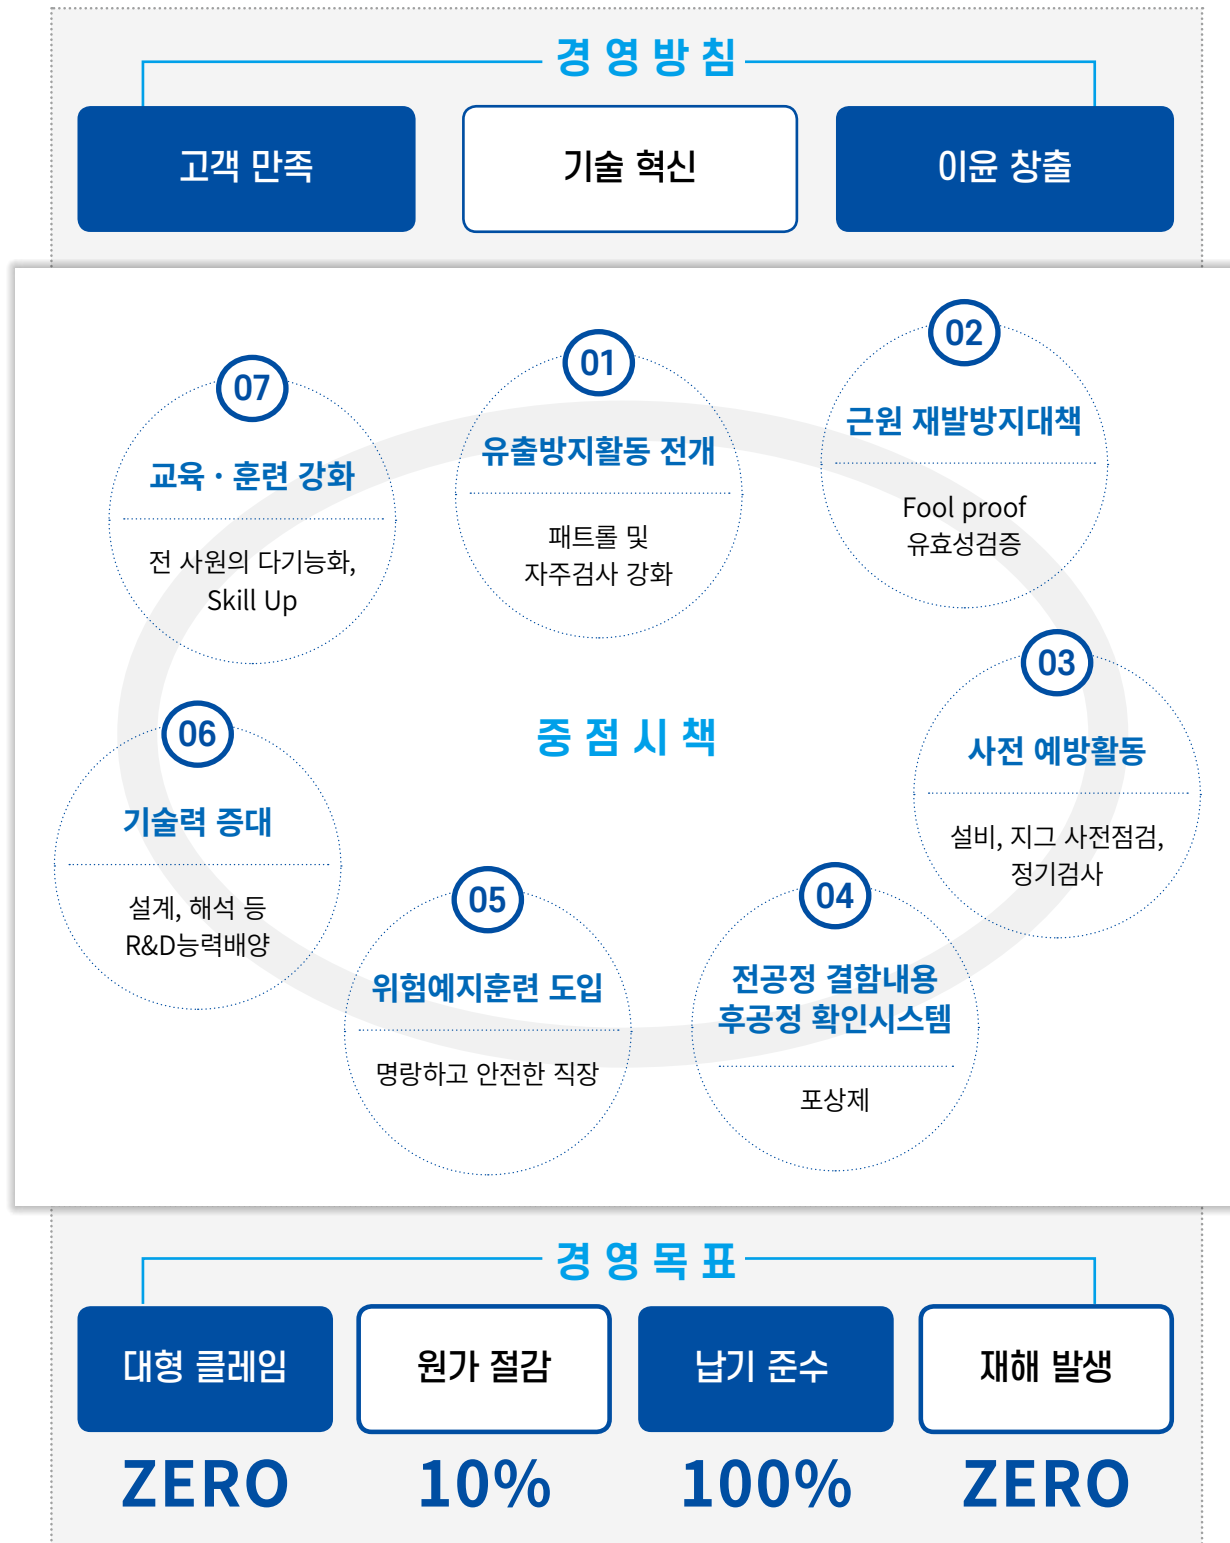 경영방침
고객 만족
기술 혁신
이윤 창출
01
유출방지활동 전개
패트롤 및
자주검사 강화
02
근원 재발방지대책
Fool proof
유효성검증
03
사전 예방활동
설비, 지그 사전점검,
정기검사
04
전공정 결함내용
후공정 확인시스템
포상제
05
위험예지훈련 도입
명랑하고 안전한 직장
06
기술력 증대
설계, 해석 등
R&D능력배양
07
교육 · 훈련 강화
전 사원의 다기능화,
Skill Up
중점시책
경영목표
대형 클레임
ZERO
원가 절감
10%
납기 준수
100%
재해 발생
ZERO